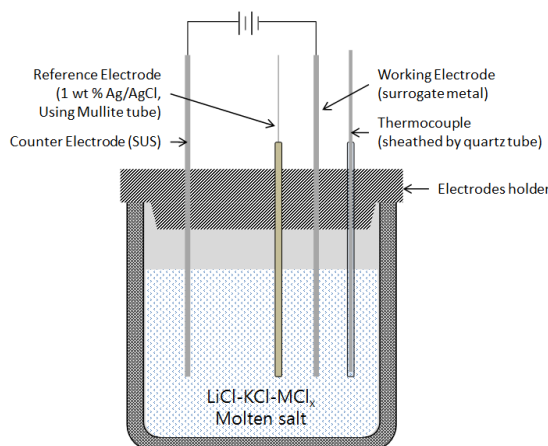 Reference Electrode
(1 wt % Ag/AgCl,
Using Mullite tube)
Counter Electrode (SUS)
Working Electrode
(surrogate metal)
Thermocouple
(sheathed by quartz tube)
Electrodes holder
LiCl-KCl-MClₓ
Molten salt